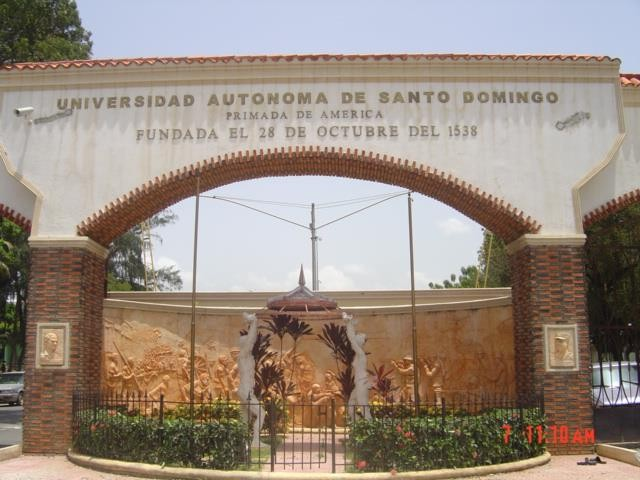 UNIVERSIDAD AUTONOMA DE SANTO DOMINGO
PRIMADA DE AMERICA
FUNDADA EL 28 DE OCTUBRE DEL 1538
7 11:10 AM